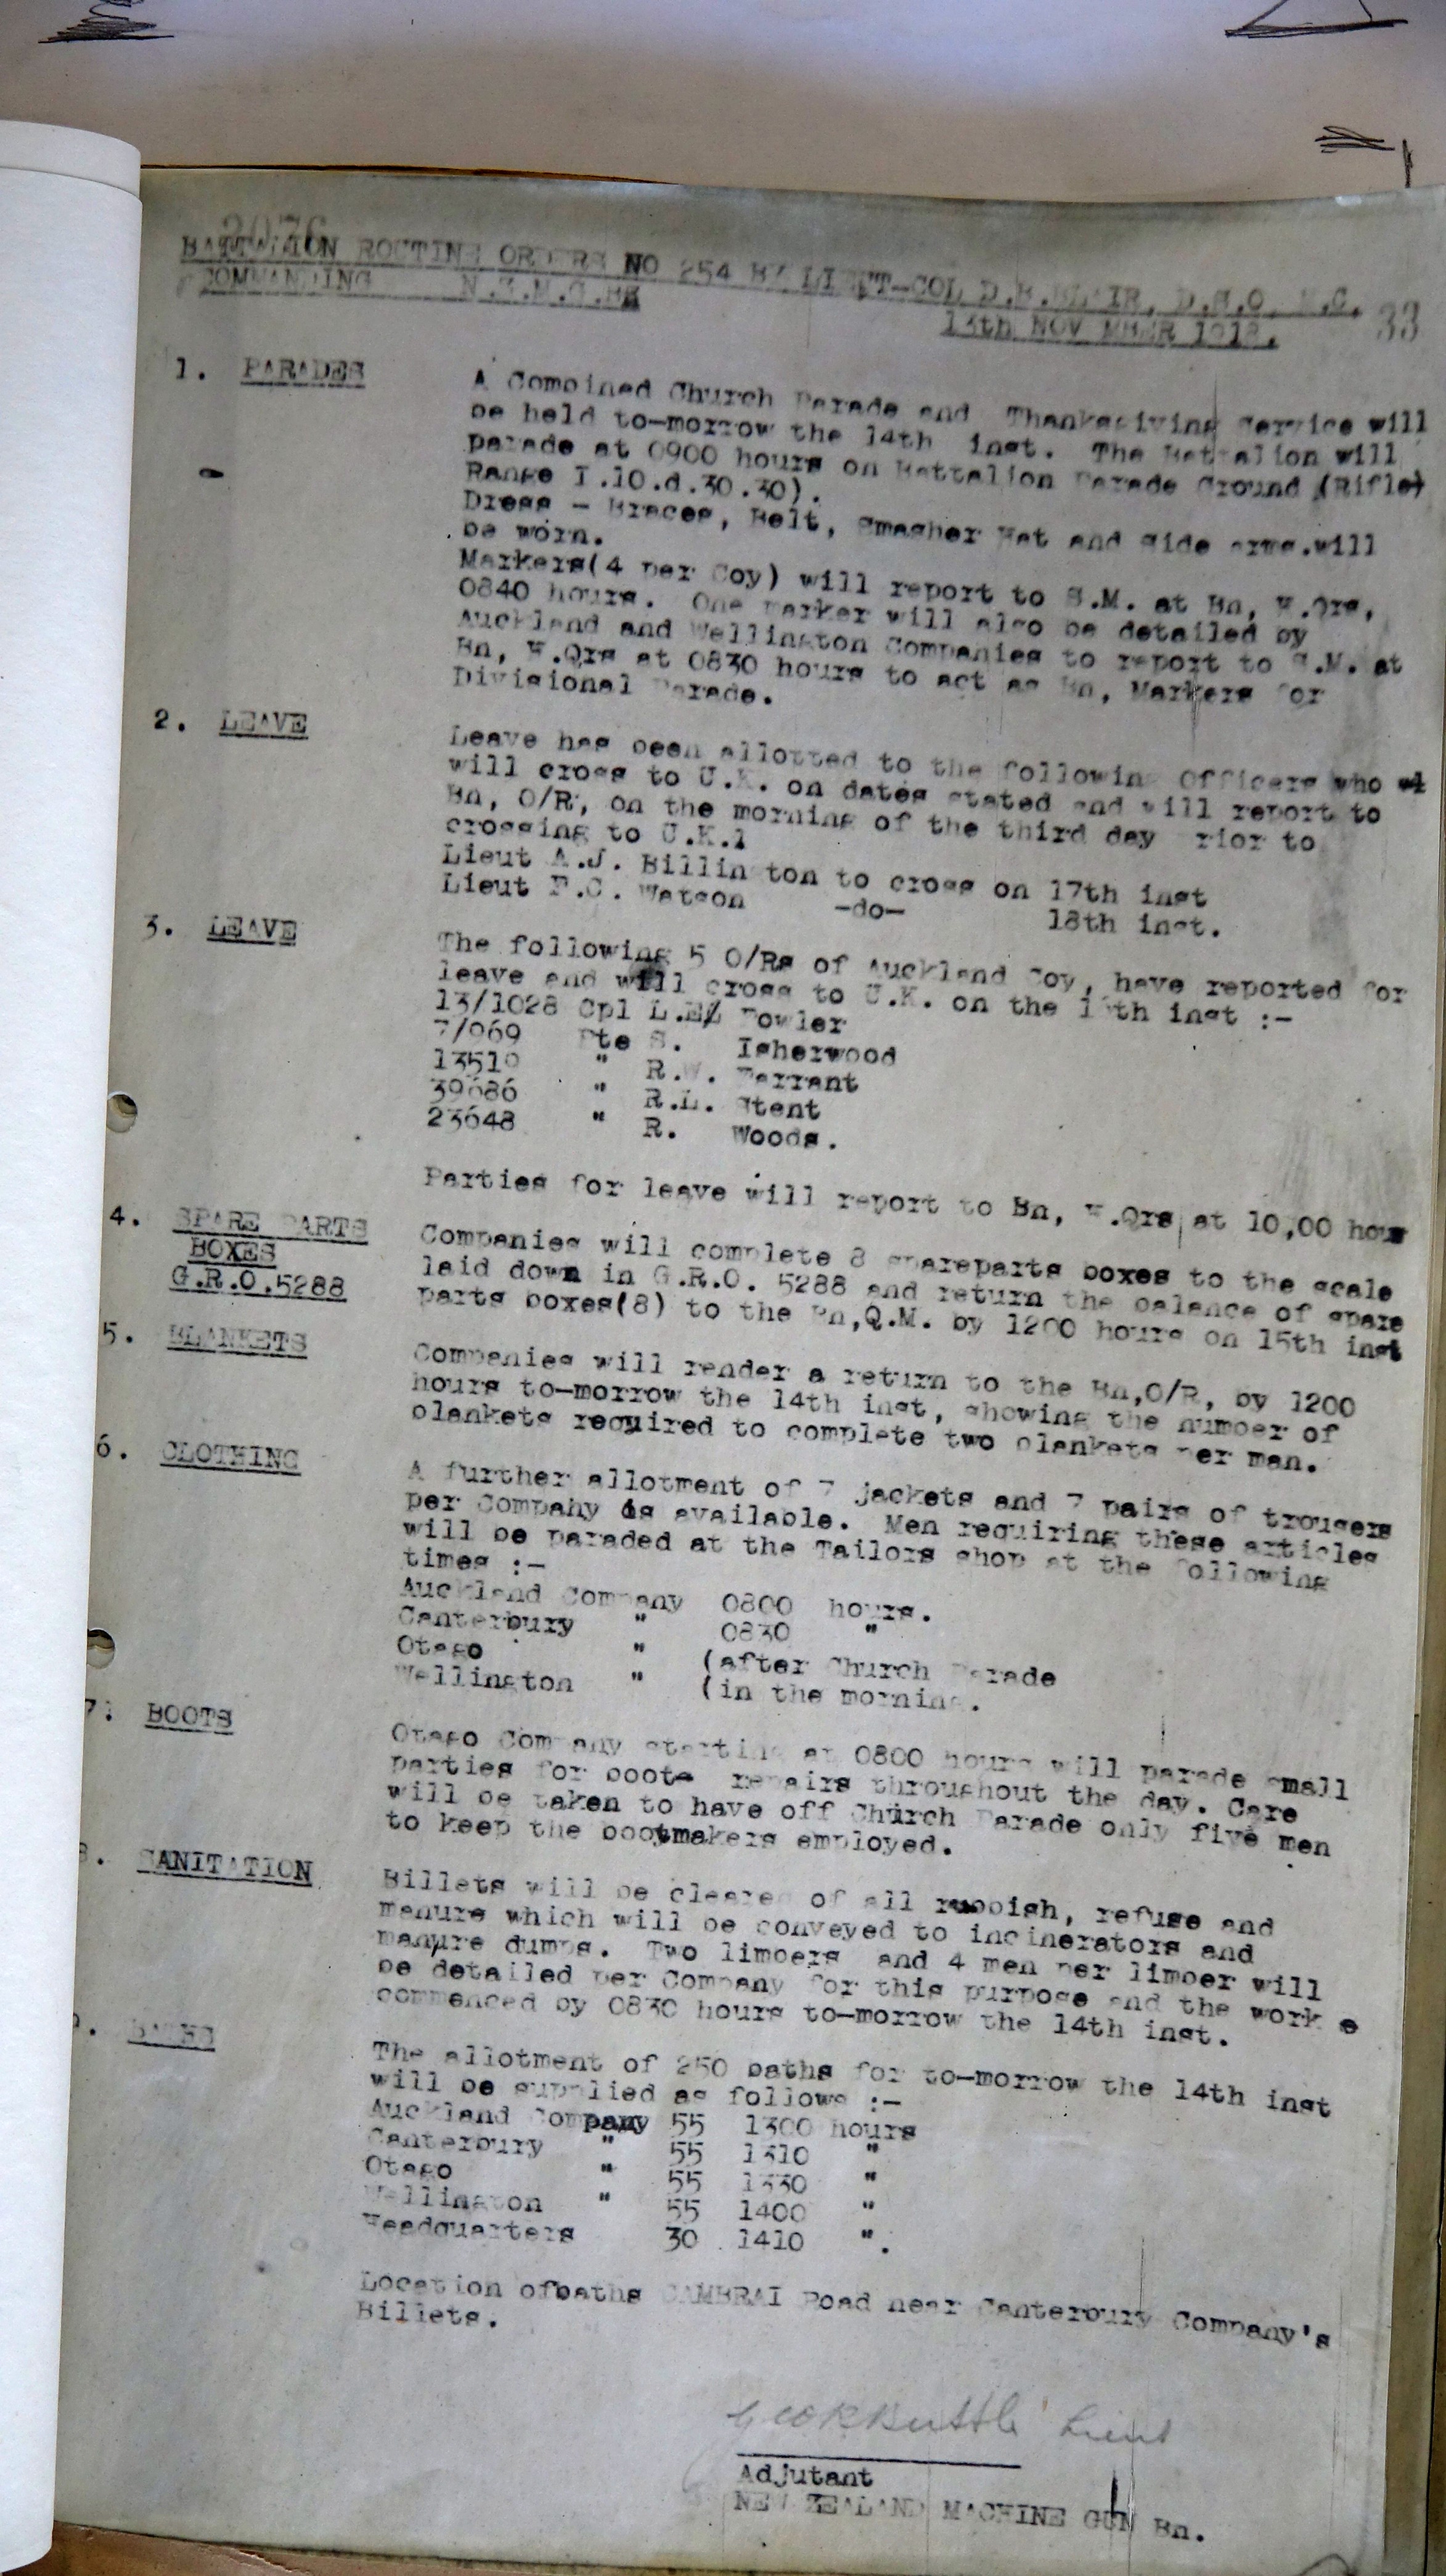 2076
BATTALION ROUTINE ORDERS NO 254 BY LIEUT-COL D.B.BLAIR, D.S.O, M.C.
COMMANDING N.Z.M.G.BN
13th NOVEMBER 1918.
33
1. PARADES
A Combined Church Parade and Thanksgiving Service will
be held to-morrow the 14th inst. The Battalion will
parade at 0900 hours on Battalion Parade Ground (Rifle)
Range I.10.d.30.30).
Dress - Braces, Belt, Smasher Hat and Side arms.will
be worn.
Markers(4 per Coy) will report to S.M. at Bn, H.Qrs,
0840 hours. One marker will also be detailed by
Auckland and Wellington Companies to report to S.M. at
Bn, H.Qrs at 0830 hours to act as Bn, Markers for
Divisional Parade.
2. LEAVE
Leave has been allotted to the following Officers who
will cross to U.K. on dates stated and will report to
Bn, O/R, on the morning of the third day prior to
crossing to U.K.1
Lieut A.J. Billington to cross on 17th inst
Lieut F.C. Watson -do- 18th inst.
3. LEAVE
The following 5 O/Rs of Auckland Coy, have reported for
leave and will cross to U.K. on the inst :-
13/1028 Cpl L.E. Fowler
7/969 Pte S. Isherwood
13519 " R.W. Farrant
39686 " R.L. Stent
23648 " R. Woods.
Parties for leave will report to Bn, H.Qrs at 10,00 hour
4. SPARE PARTS
BOXES
G.R.O.5288
Companies will complete 8 spareparts boxes to the scale
laid down in G.R.O. 5288 and return the balance of spare
parts boxes(8) to the Bn,Q.M. by 1200 hours on 15th inst
5. BLANKETS
Companies will render a return to the Bn,O/R, by 1200
hours to-morrow the 14th inst, showing the number of
blankets required to complete two blankets per man.
6. CLOTHING
A further allotment of 7 jackets and 7 pairs of trousers
per Company is available. Men requiring these articles
will be paraded at the Tailors shop at the following
times :-
Auckland Company 0800 hours.
Canterbury " 0830 "
Otago " (after Church Parade
Wellington " (in the morning.
7. BOOTS
Otago Company starting at 0800 hours will parade small
parties for boot repairs throughout the day. Care
will be taken to have off Church Parade only five men
to keep the bootmakers employed.
8. SANITATION
Billets will be cleared of all rubbish, refuse and
manure which will be conveyed to incinerators and
manure dumps. Two limbers and 4 men per limber will
be detailed per Company for this purpose and the work e
commenced by 0830 hours to-morrow the 14th inst.
9. BATHS
The allotment of 250 baths for to-morrow the 14th inst
will be supplied as follows :-
Auckland Company 55 1300 hours
Canterbury " 55 1310 "
Otago " 55 1330 "
Wellington " 55 1400 "
Headquarters 30 1410 ".
Location ofbaths CAMBRAI Road near Canterbury Company's
Billets.
Lieut
Adjutant
NEW ZEALAND MACHINE GUN Bn.